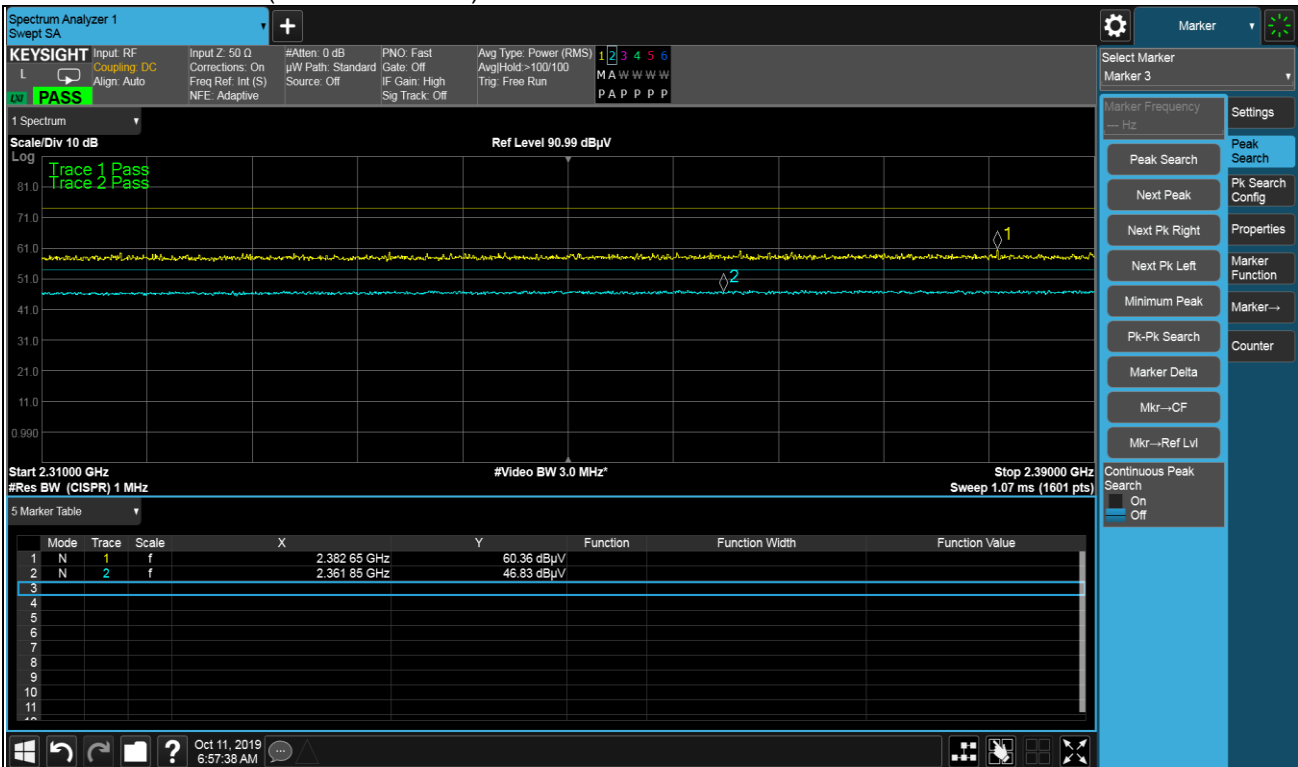 Spectrum Analyzer 1
Swept SA
Marker
KEYSIGHT
L
LXI PASS
Input: RF
Coupling: DC
Align: Auto
Input Z: 50 Ω
Corrections: On
Freq Ref: Int (S)
NFE: Adaptive
#Atten: 0 dB
µW Path: Standard
Source: Off
PNO: Fast
Gate: Off
IF Gain: High
Sig Track: Off
Avg Type: Power (RMS)
Avg|Hold:>100/100
Trig: Free Run
1 2 3 4 5 6
M A W W W W
P A P P P P
Select Marker
Marker 3
1 Spectrum
Scale/Div 10 dB
Ref Level 90.99 dBµV
Log
Trace 1 Pass
Trace 2 Pass
81.0
71.0
61.0
51.0
41.0
31.0
21.0
11.0
0.990
1
2
Start 2.31000 GHz
#Video BW 3.0 MHz*
Stop 2.39000 GHz
#Res BW (CISPR) 1 MHz
Sweep 1.07 ms (1601 pts)
Marker Frequency
--- Hz
Peak Search
Next Peak
Next Pk Right
Next Pk Left
Minimum Peak
Pk-Pk Search
Marker Delta
Mkr→CF
Mkr→Ref Lvl
Continuous Peak
Search
On
Off
Settings
Peak
Search
Pk Search
Config
Properties
Marker
Function
Marker→
Counter
5 Marker Table
Mode Trace Scale X Y Function Function Width Function Value
1 N 1 f 2.382 65 GHz 60.36 dBµV
2 N 2 f 2.361 85 GHz 46.83 dBµV
3
4
5
6
7
8
9
10
11
?
Oct 11, 2019
6:57:38 AM